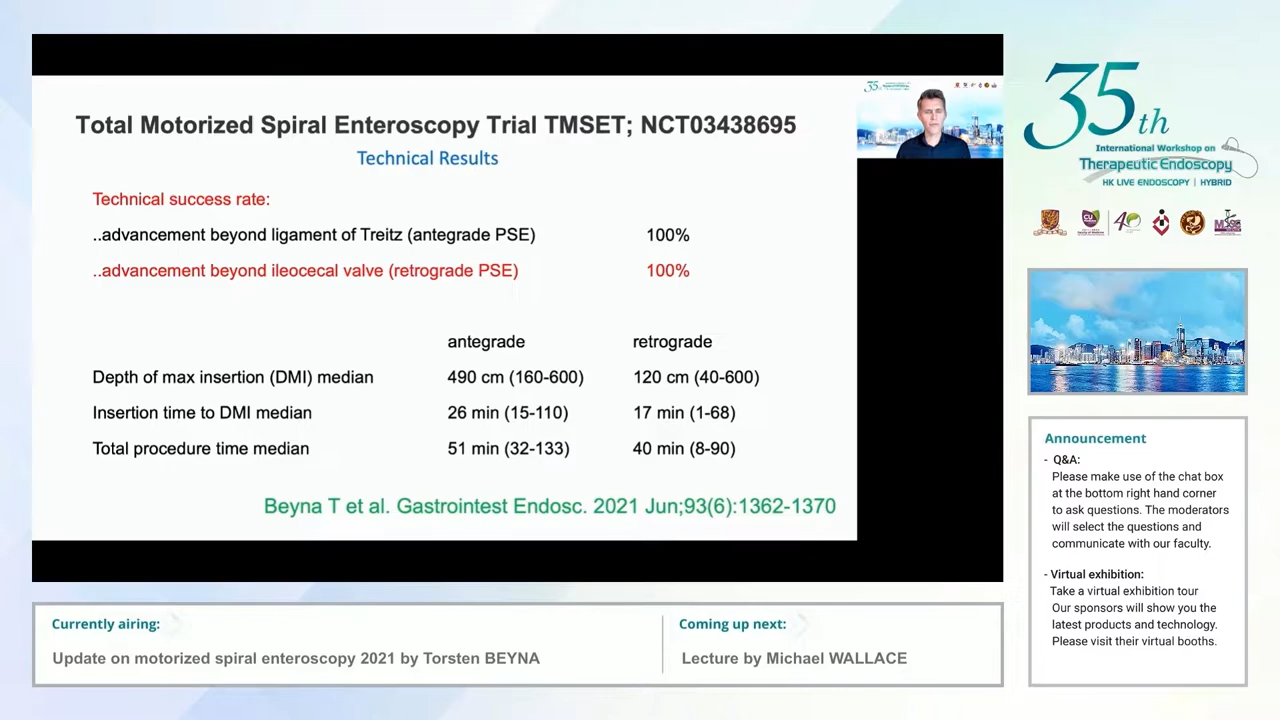 Total Motorized Spiral Enteroscopy Trial TMSET; NCT03438695
Technical Results
Technical success rate:
..advancement beyond ligament of Treitz (antegrade PSE) 100%
..advancement beyond ileocecal valve (retrograde PSE) 100%
antegrade retrograde
Depth of max insertion (DMI) median 490 cm (160-600) 120 cm (40-600)
Insertion time to DMI median 26 min (15-110) 17 min (1-68)
Total procedure time median 51 min (32-133) 40 min (8-90)
Beyna T et al. Gastrointest Endosc. 2021 Jun;93(6):1362-1370
35th
International Workshop on
Therapeutic Endoscopy
HK LIVE ENDOSCOPY | HYBRID
Announcement
- Q&A:
Please make use of the chat box
at the bottom right hand corner
to ask questions. The moderators
will select the questions and
communicate with our faculty.
- Virtual exhibition:
Take a virtual exhibition tour
Our sponsors will show you the
latest products and technology.
Please visit their virtual booths.
Currently airing:
Update on motorized spiral enteroscopy 2021 by Torsten BEYNA
Coming up next:
Lecture by Michael WALLACE